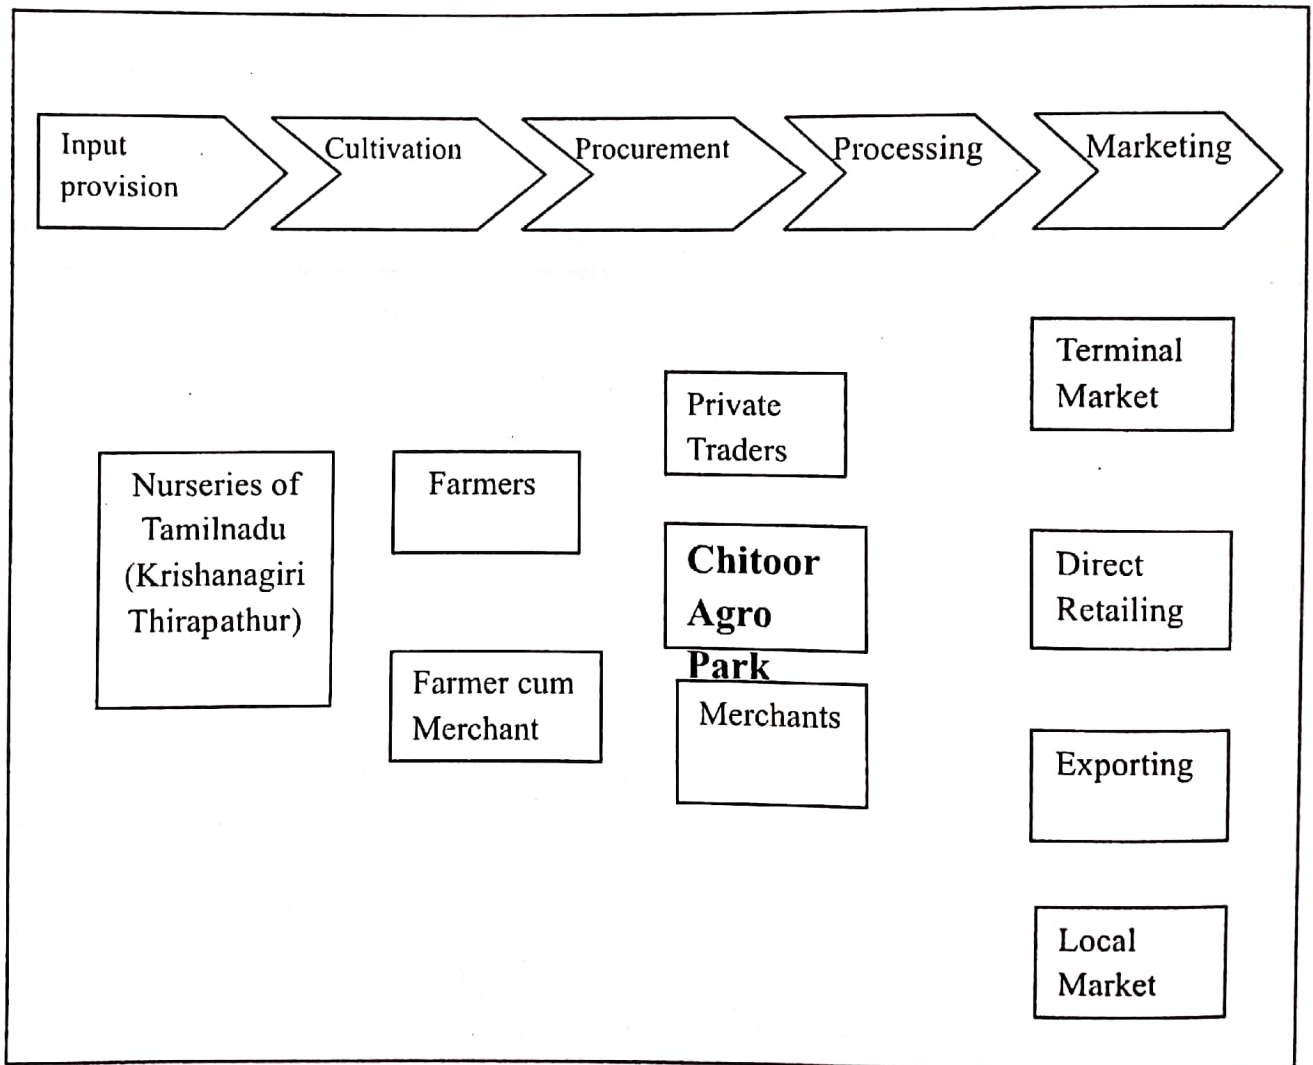 Input
provision
Cultivation
Procurement
Processing
Marketing
Nurseries of
Tamilnadu
(Krishanagiri
Thirapathur)
Farmers
Farmer cum
Merchant
Private
Traders
Chitoor
Agro
Park
Merchants
Terminal
Market
Direct
Retailing
Exporting
Local
Market